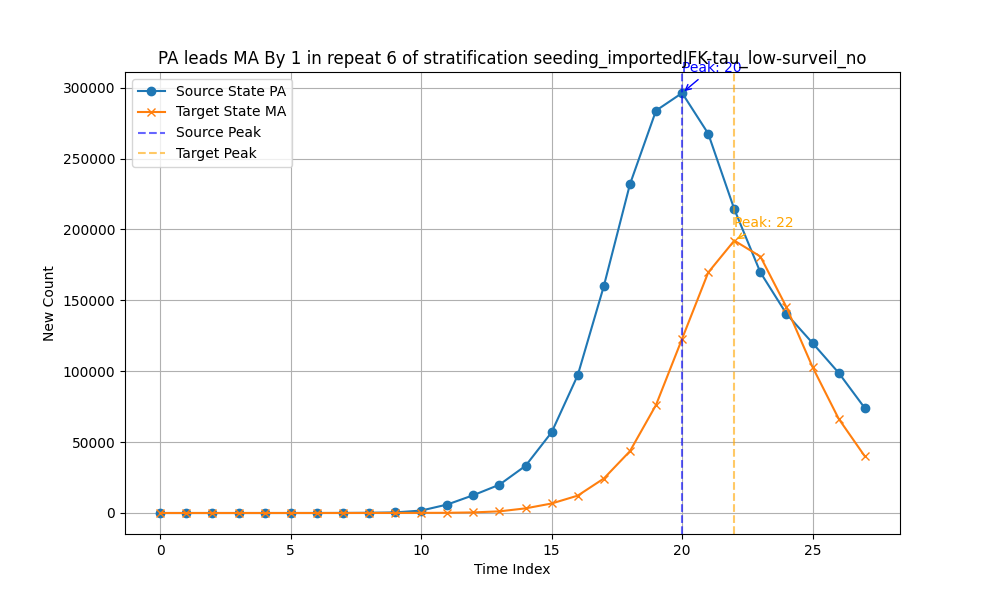 PA leads MA By 1 in repeat 6 of stratification seeding_importedJFK-tau_low-surveil_no
Peak: 20
Source State PA
Target State MA
Source Peak
Target Peak
Peak: 22
New Count
300000
250000
200000
150000
100000
50000
0
0 5 10 15 20 25
Time Index